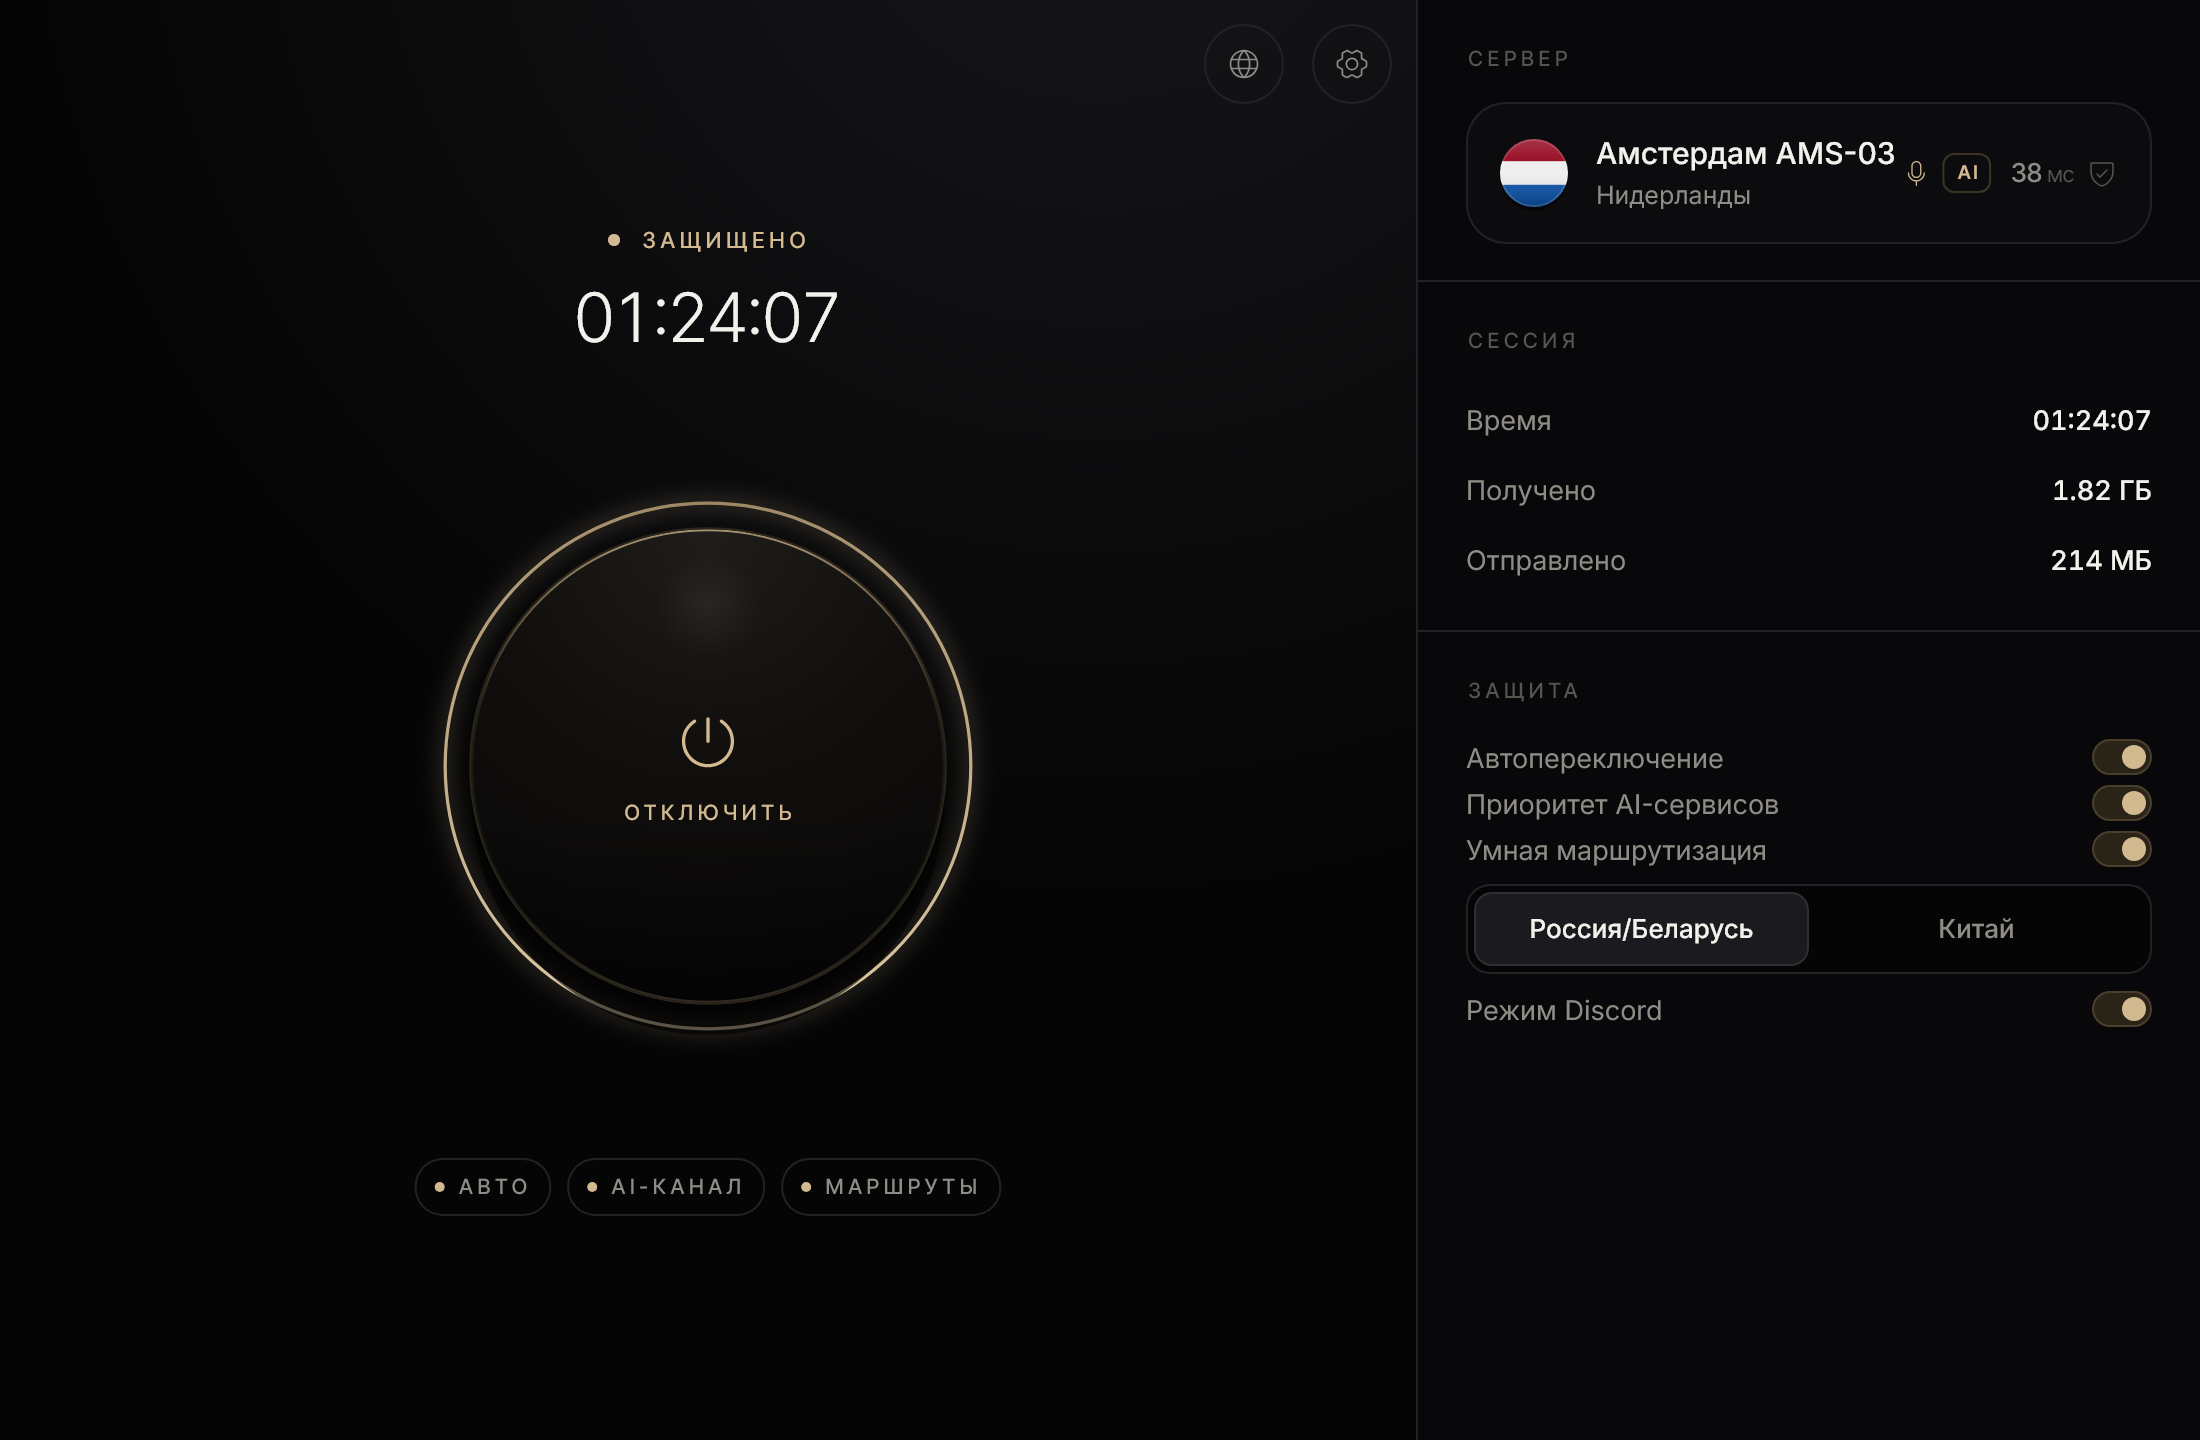 ЗАЩИЩЕНО
01:24:07
ОТКЛЮЧИТЬ
АВТО
AI-КАНАЛ
МАРШРУТЫ
СЕРВЕР
Амстердам AMS-03
Нидерланды
AI
38 мс
СЕССИЯ
Время 01:24:07
Получено 1.82 ГБ
Отправлено 214 МБ
ЗАЩИТА
Автопереключение
Приоритет AI-сервисов
Умная маршрутизация
Россия/Беларусь Китай
Режим Discord